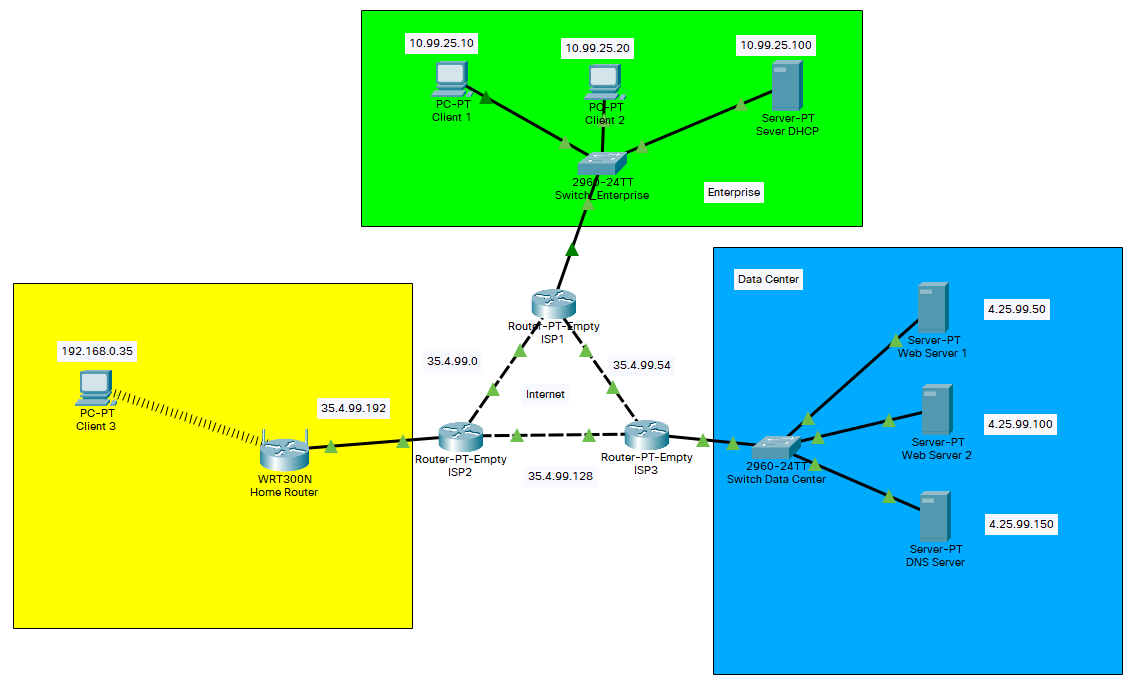 10.99.25.10
10.99.25.20
10.99.25.100
PC-PT
Client 1
PC-PT
Client 2
Server-PT
Sever DHCP
2960-24TT
Switch_Enterprise
Enterprise
Data Center
4.25.99.50
Server-PT
Web Server 1
Router-PT-Empty
ISP1
192.168.0.35
35.4.99.0
35.4.99.54
PC-PT
Client 3
Internet
35.4.99.192
4.25.99.100
Server-PT
Web Server 2
Router-PT-Empty
ISP2
Router-PT-Empty
ISP3
35.4.99.128
2960-24TT
Switch Data Center
WRT300N
Home Router
4.25.99.150
Server-PT
DNS Server